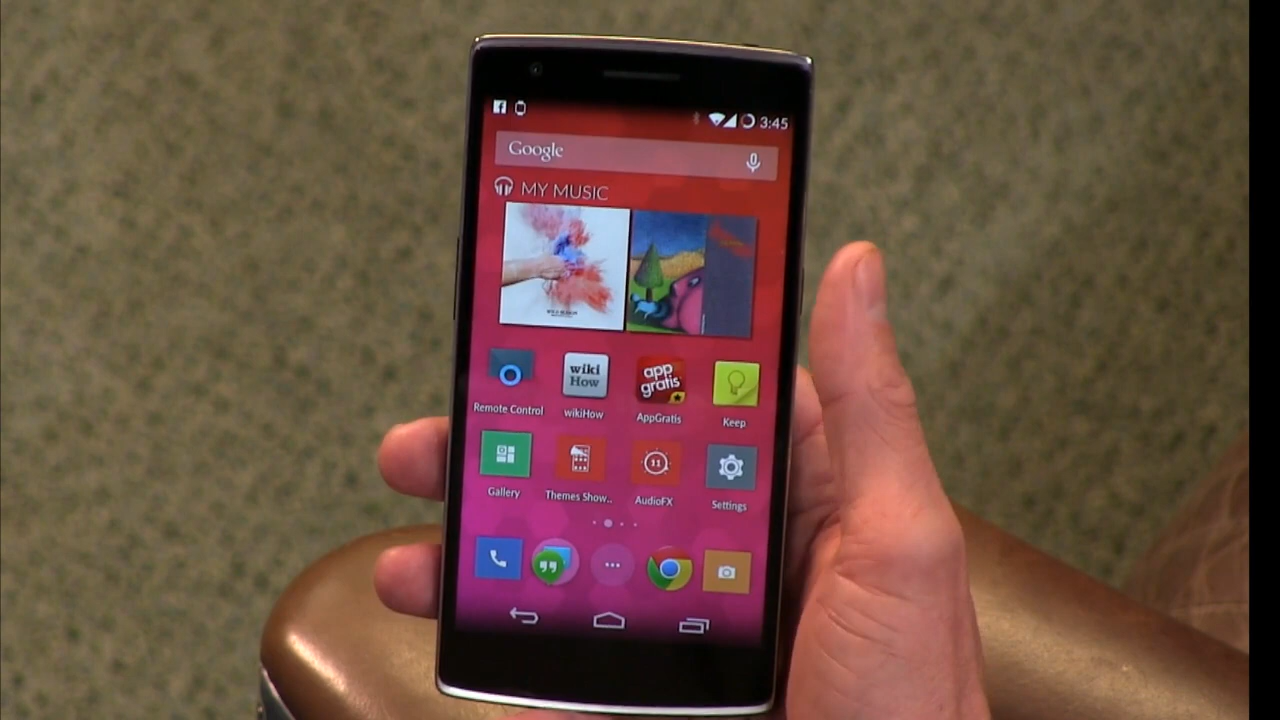 3:45
Google
MY MUSIC
Remote Control
wiki
How
wikiHow
app
gratis
AppGratis
Keep
Gallery
Themes Show..
11
AudioFX
Settings